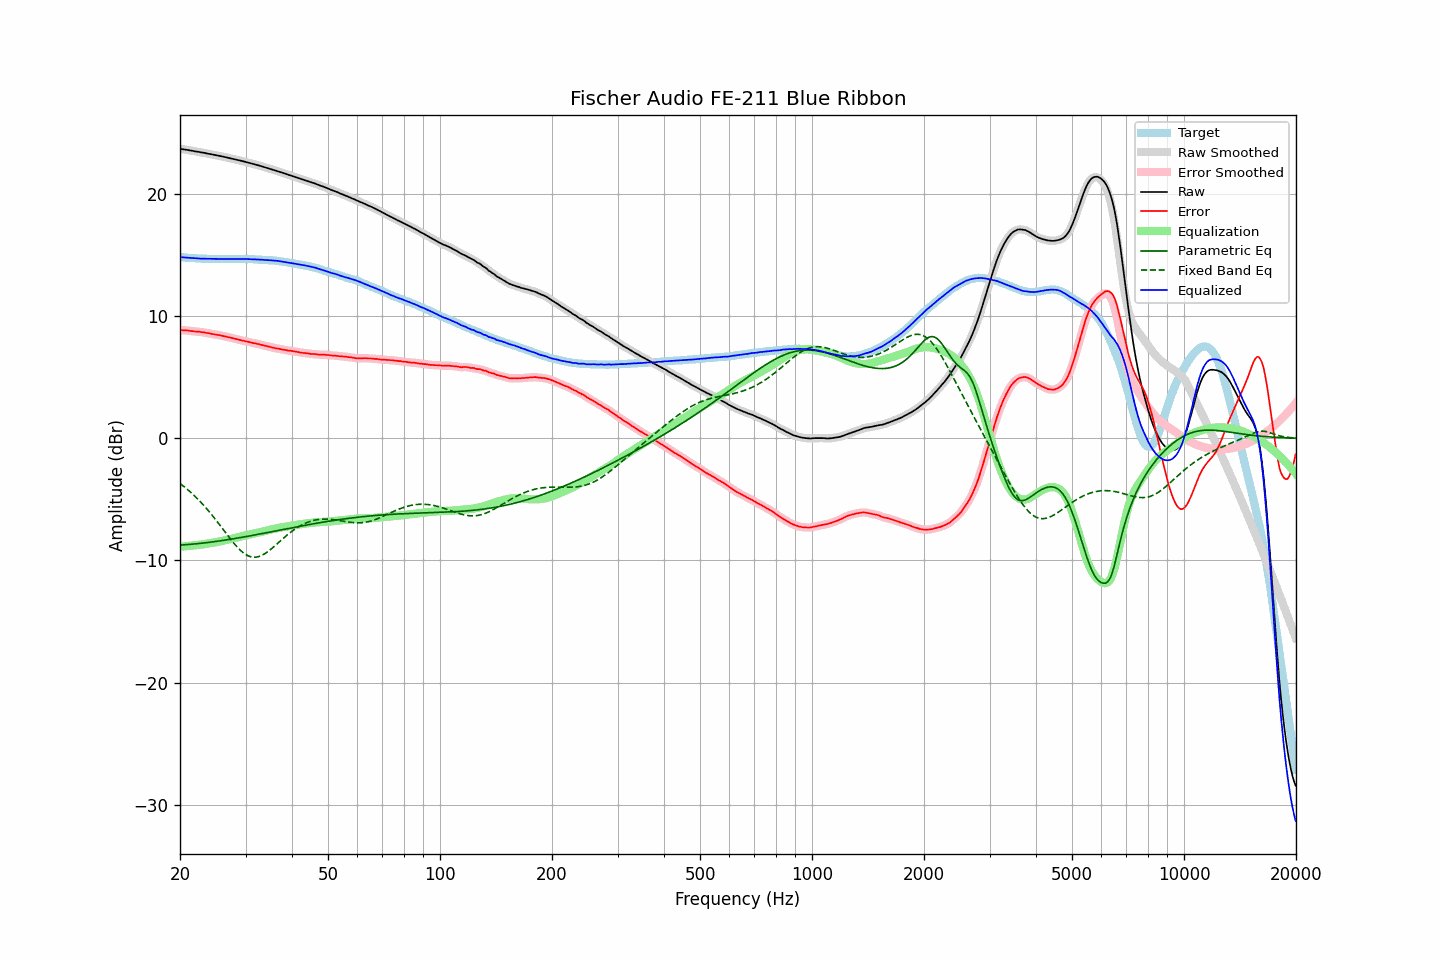 Fischer Audio FE-211 Blue Ribbon
Target
Raw Smoothed
Error Smoothed
Raw
Error
Equalization
Parametric Eq
Fixed Band Eq
Equalized
Amplitude (dBr)
20
10
0
−10
−20
−30
20
50
100
200
500
1000
2000
5000
10000
20000
Frequency (Hz)